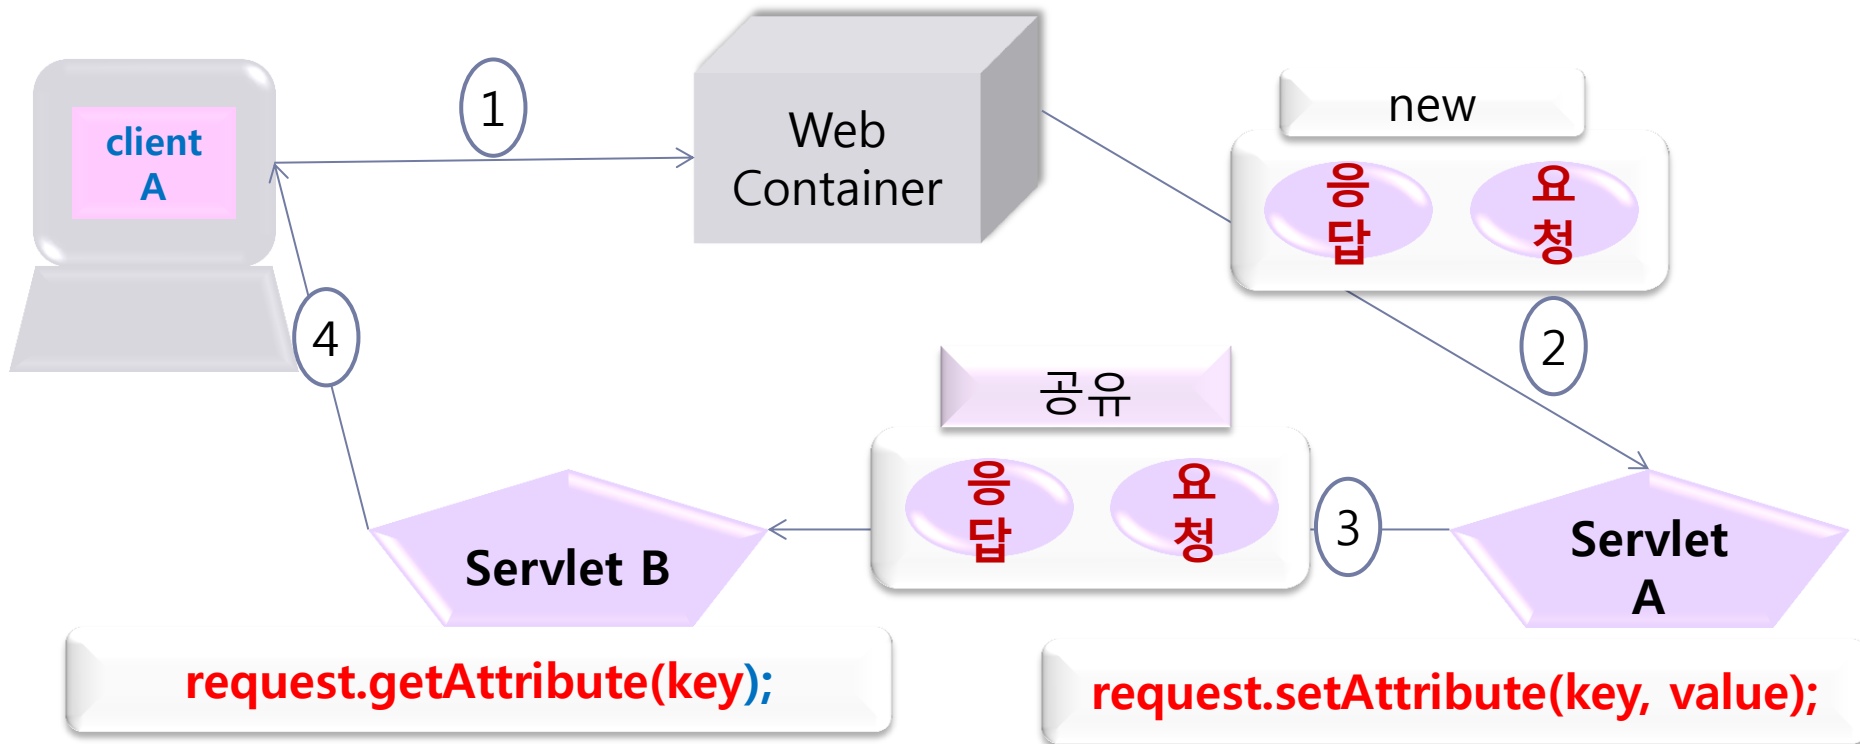 client
A
1
Web
Container
new
응
답
요
청
2
4
공유
응
답
요
청
3
Servlet B
Servlet
A
request.getAttribute(key);
request.setAttribute(key, value);